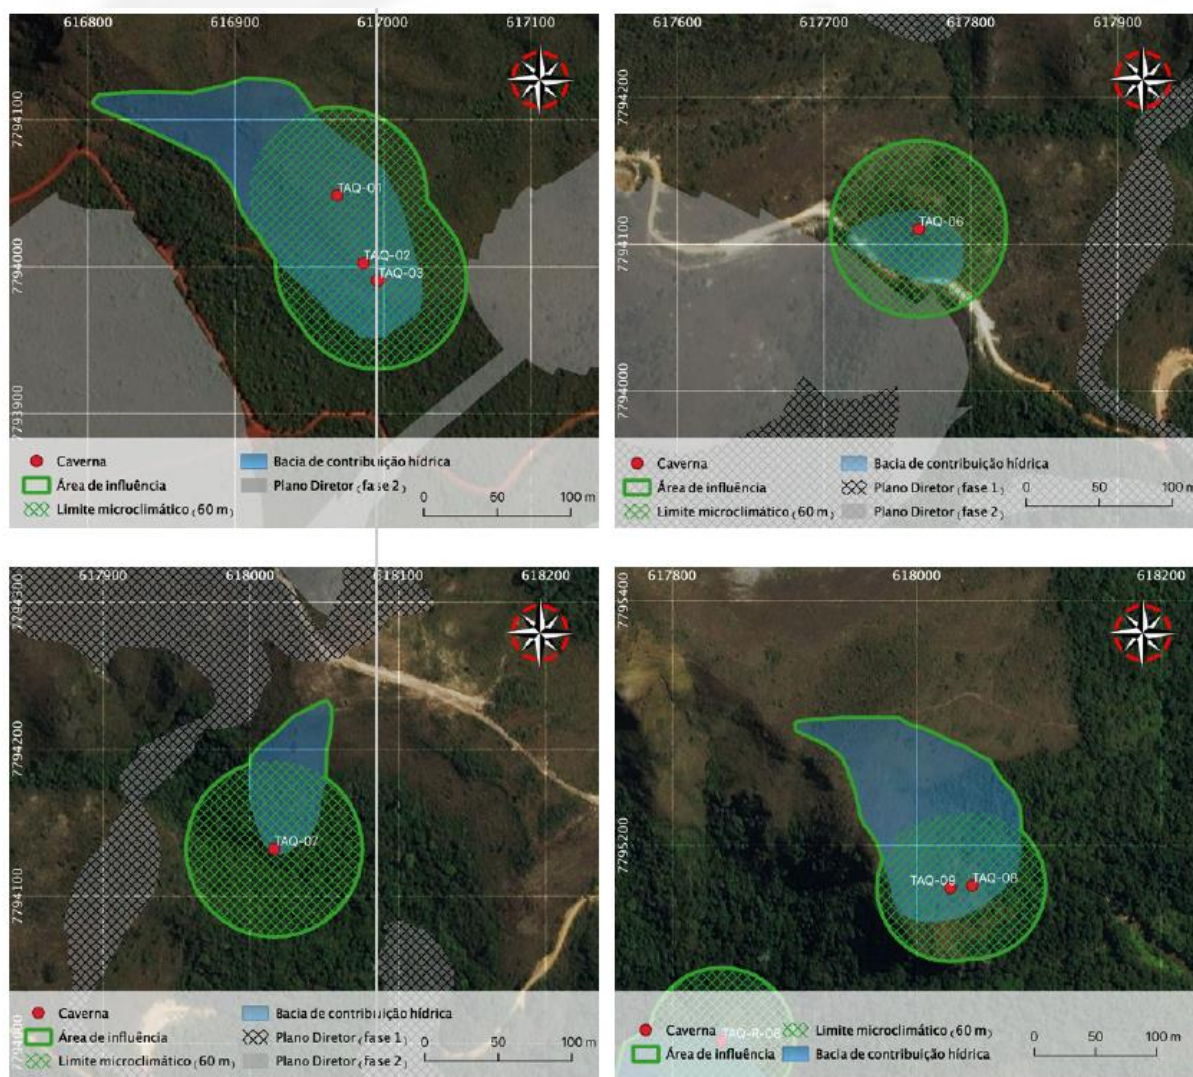 616800 616900 617000 617100
7794100
7794000
7793900
TAQ-01
TAQ-02
TAQ-03
Caverna
Área de influência
Limite microclimático (60 m)
Bacia de contribuição hídrica
Plano Diretor (fase 2)
0 50 100 m
617600 617700 617800 617900
7794200
7794100
7794000
TAQ-06
Caverna
Área de influência
Limite microclimático (60 m)
Bacia de contribuição hídrica
Plano Diretor (fase 1)
Plano Diretor (fase 2)
0 50 100 m
617900 618000 618100 618200
7794300
7794200
7794100
7794000
TAQ-07
Caverna
Área de influência
Limite microclimático (60 m)
Bacia de contribuição hídrica
Plano Diretor (fase 1)
Plano Diretor (fase 2)
0 50 100 m
617800 618000 618200
7795400
7795200
TAQ-09 TAQ-08
TAQ-R-08
Caverna
Área de influência
Limite microclimático (60 m)
Bacia de contribuição hídrica
0 50 100 m